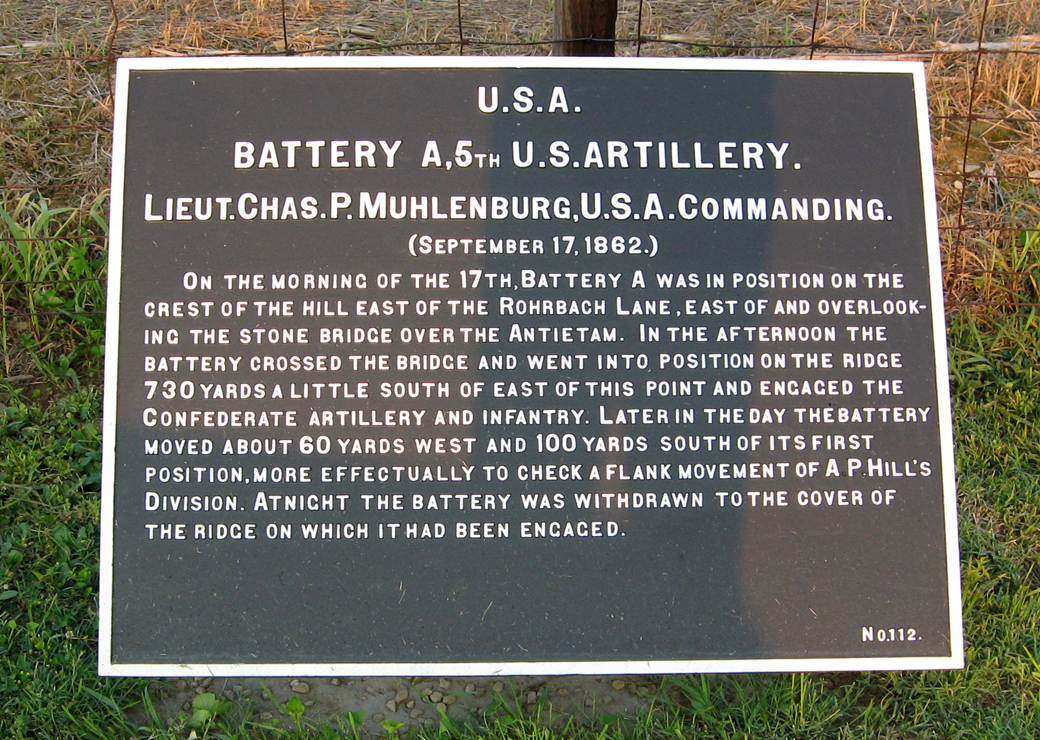 U.S.A.
BATTERY A,5TH U.S.ARTILLERY.
LIEUT.CHAS.P.MUHLENBURG,U.S.A.COMMANDING.
(SEPTEMBER 17,1862.)
ON THE MORNING OF THE 17TH,BATTERY A WAS IN POSITION ON THE
CREST OF THE HILL EAST OF THE ROHRBACH LANE,EAST OF AND OVERLOOK-
ING THE STONE BRIDGE OVER THE ANTIETAM. IN THE AFTERNOON THE
BATTERY CROSSED THE BRIDGE AND WENT INTO POSITION ON THE RIDGE
730 YARDS A LITTLE SOUTH OF EAST OF THIS POINT AND ENGAGED THE
CONFEDERATE ARTILLERY AND INFANTRY. LATER IN THE DAY THE BATTERY
MOVED ABOUT 60 YARDS WEST AND 100 YARDS SOUTH OF ITS FIRST
POSITION,MORE EFFECTUALLY TO CHECK A FLANK MOVEMENT OF A.P.HILL'S
DIVISION. AT NIGHT THE BATTERY WAS WITHDRAWN TO THE COVER OF
THE RIDGE ON WHICH IT HAD BEEN ENGAGED.
NO.112.